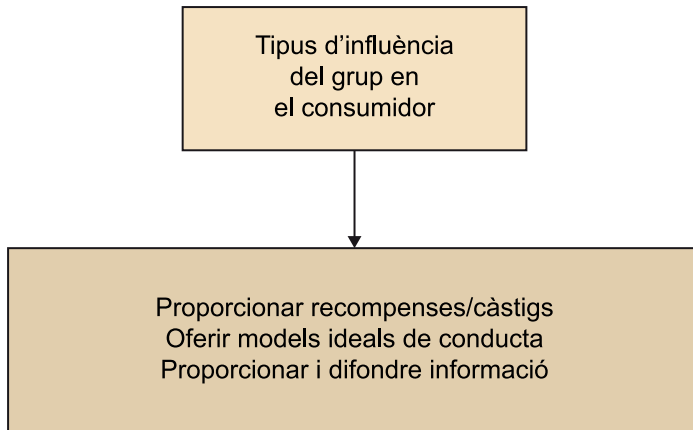 Tipus d’influència
del grup en
el consumidor
Proporcionar recompenses/càstigs
Oferir models ideals de conducta
Proporcionar i difondre informació